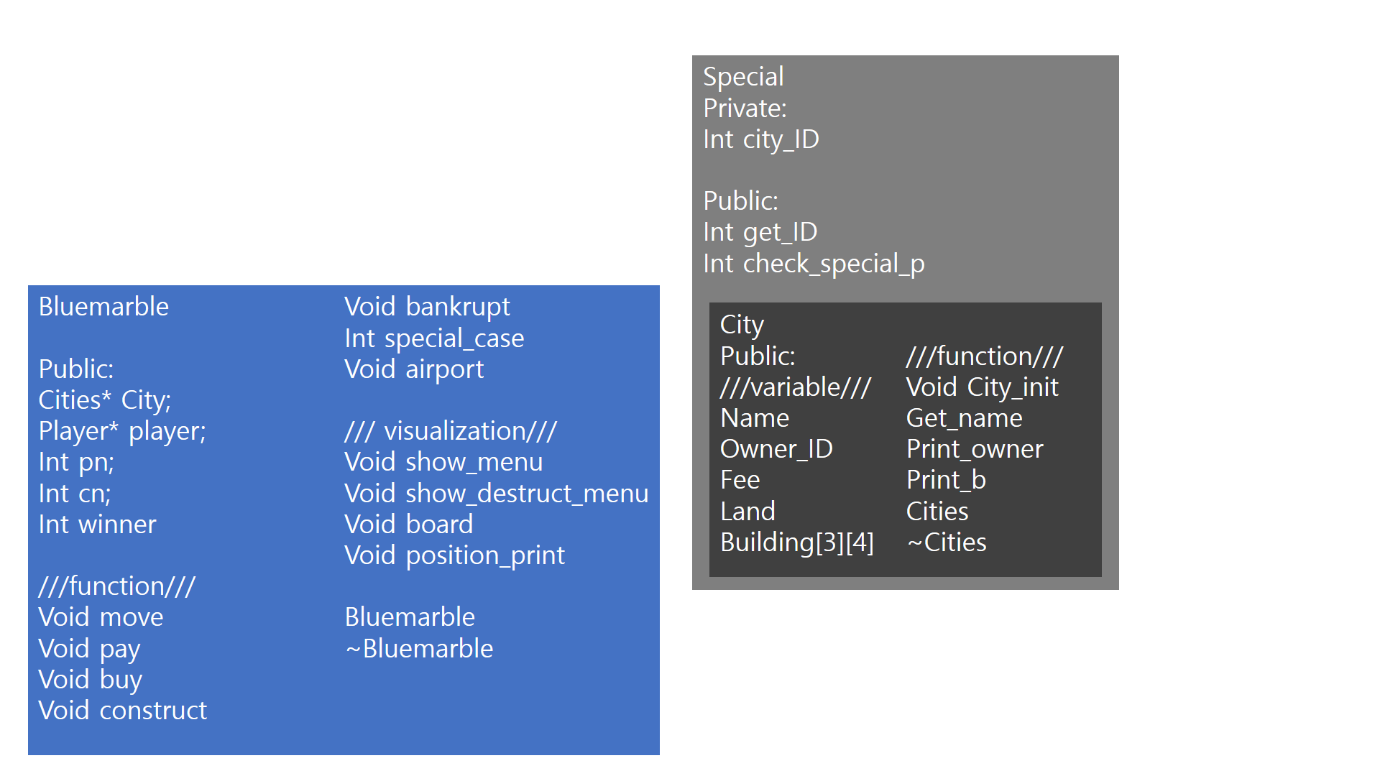 Special
Private:
Int city_ID
Public:
Int get_ID
Int check_special_p
City
Public:
///variable///
Name
Owner_ID
Fee
Land
Building[3][4]
///function///
Void City_init
Get_name
Print_owner
Print_b
Cities
~Cities
Bluemarble
Public:
Cities* City;
Player* player;
Int pn;
Int cn;
Int winner
///function///
Void move
Void pay
Void buy
Void construct
Void bankrupt
Int special_case
Void airport
/// visualization///
Void show_menu
Void show_destruct_menu
Void board
Void position_print
Bluemarble
~Bluemarble